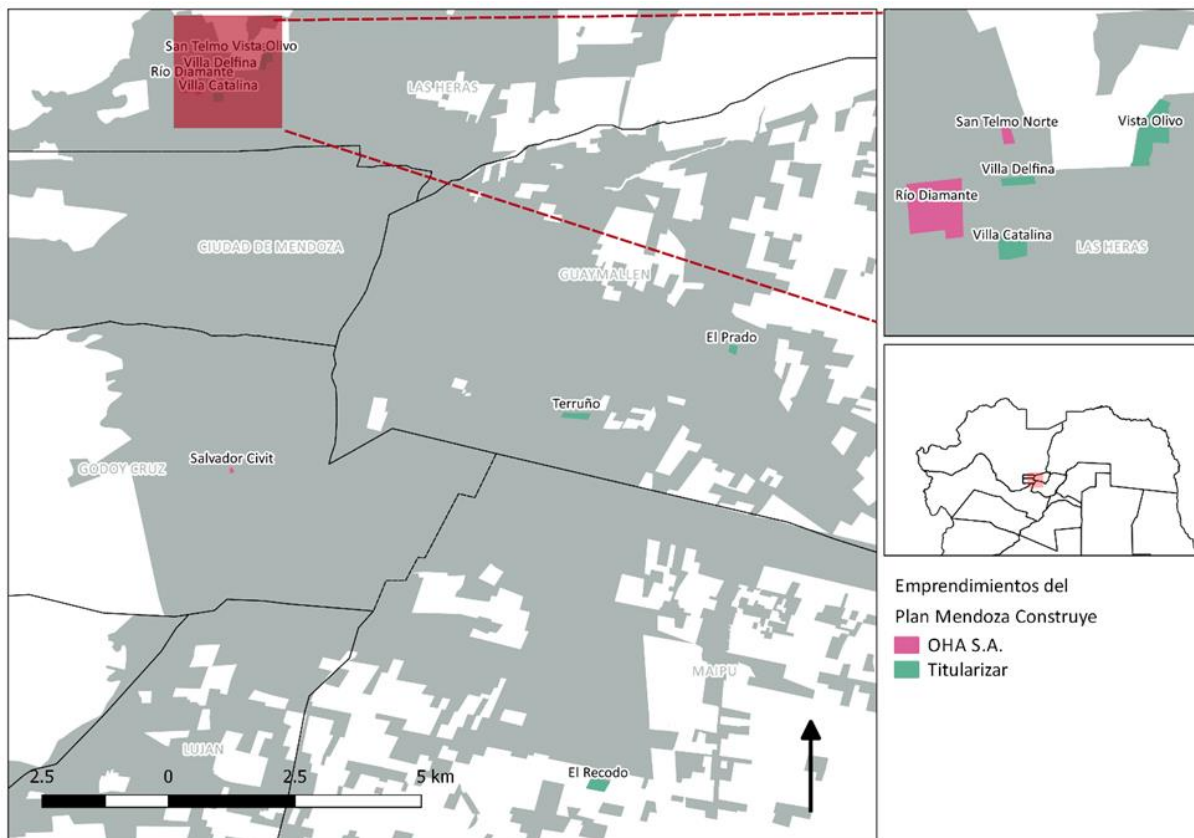 San Telmo Vista Olivo
Villa Delfina
Río Diamante
Villa Catalina
LAS HERAS
CIUDAD DE MENDOZA
GUAYMALLEN
El Prado
Terruño
Salvador Civit
GODOY CRUZ
MAIPU
LUJAN
El Recodo
2.5 0 2.5 5 km
San Telmo Norte
Vista Olivo
Villa Delfina
Río Diamante
Villa Catalina
LAS HERAS
Emprendimientos del
Plan Mendoza Construye
OHA S.A.
Titularizar